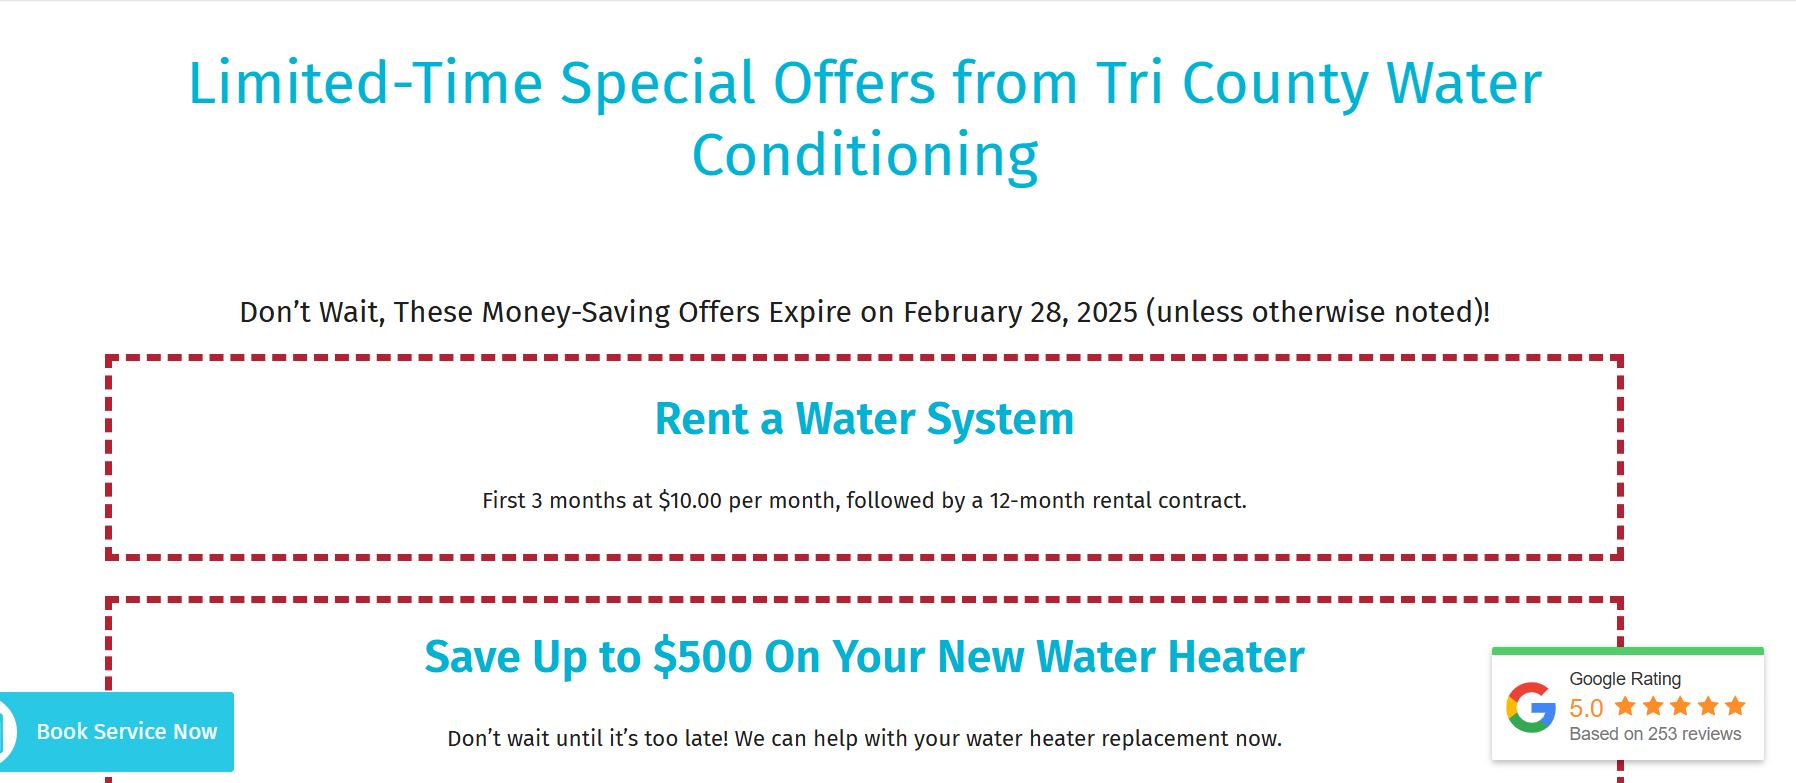 Limited-Time Special Offers from Tri County Water
Conditioning
Don’t Wait, These Money-Saving Offers Expire on February 28, 2025 (unless otherwise noted)!
Rent a Water System
First 3 months at $10.00 per month, followed by a 12-month rental contract.
Save Up to $500 On Your New Water Heater
Don’t wait until it’s too late! We can help with your water heater replacement now.
Book Service Now
Google Rating
5.0
Based on 253 reviews